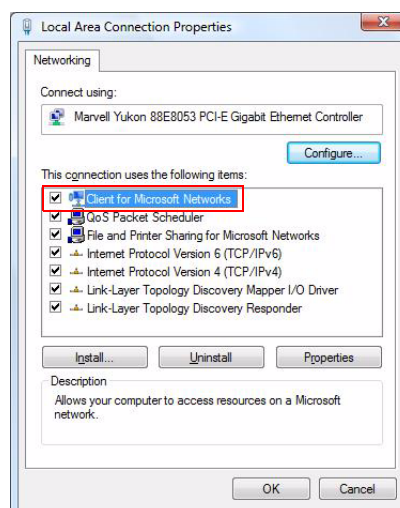 Local Area Connection Properties
Networking
Connect using:
Marvell Yukon 88E8053 PCI-E Gigabit Ethernet Controller
Configure...
This connection uses the following items:
Client for Microsoft Networks
QoS Packet Scheduler
File and Printer Sharing for Microsoft Networks
Internet Protocol Version 6 (TCP/IPv6)
Internet Protocol Version 4 (TCP/IPv4)
Link-Layer Topology Discovery Mapper I/O Driver
Link-Layer Topology Discovery Responder
Install...
Uninstall
Properties
Description
Allows your computer to access resources on a Microsoft
network.
OK
Cancel